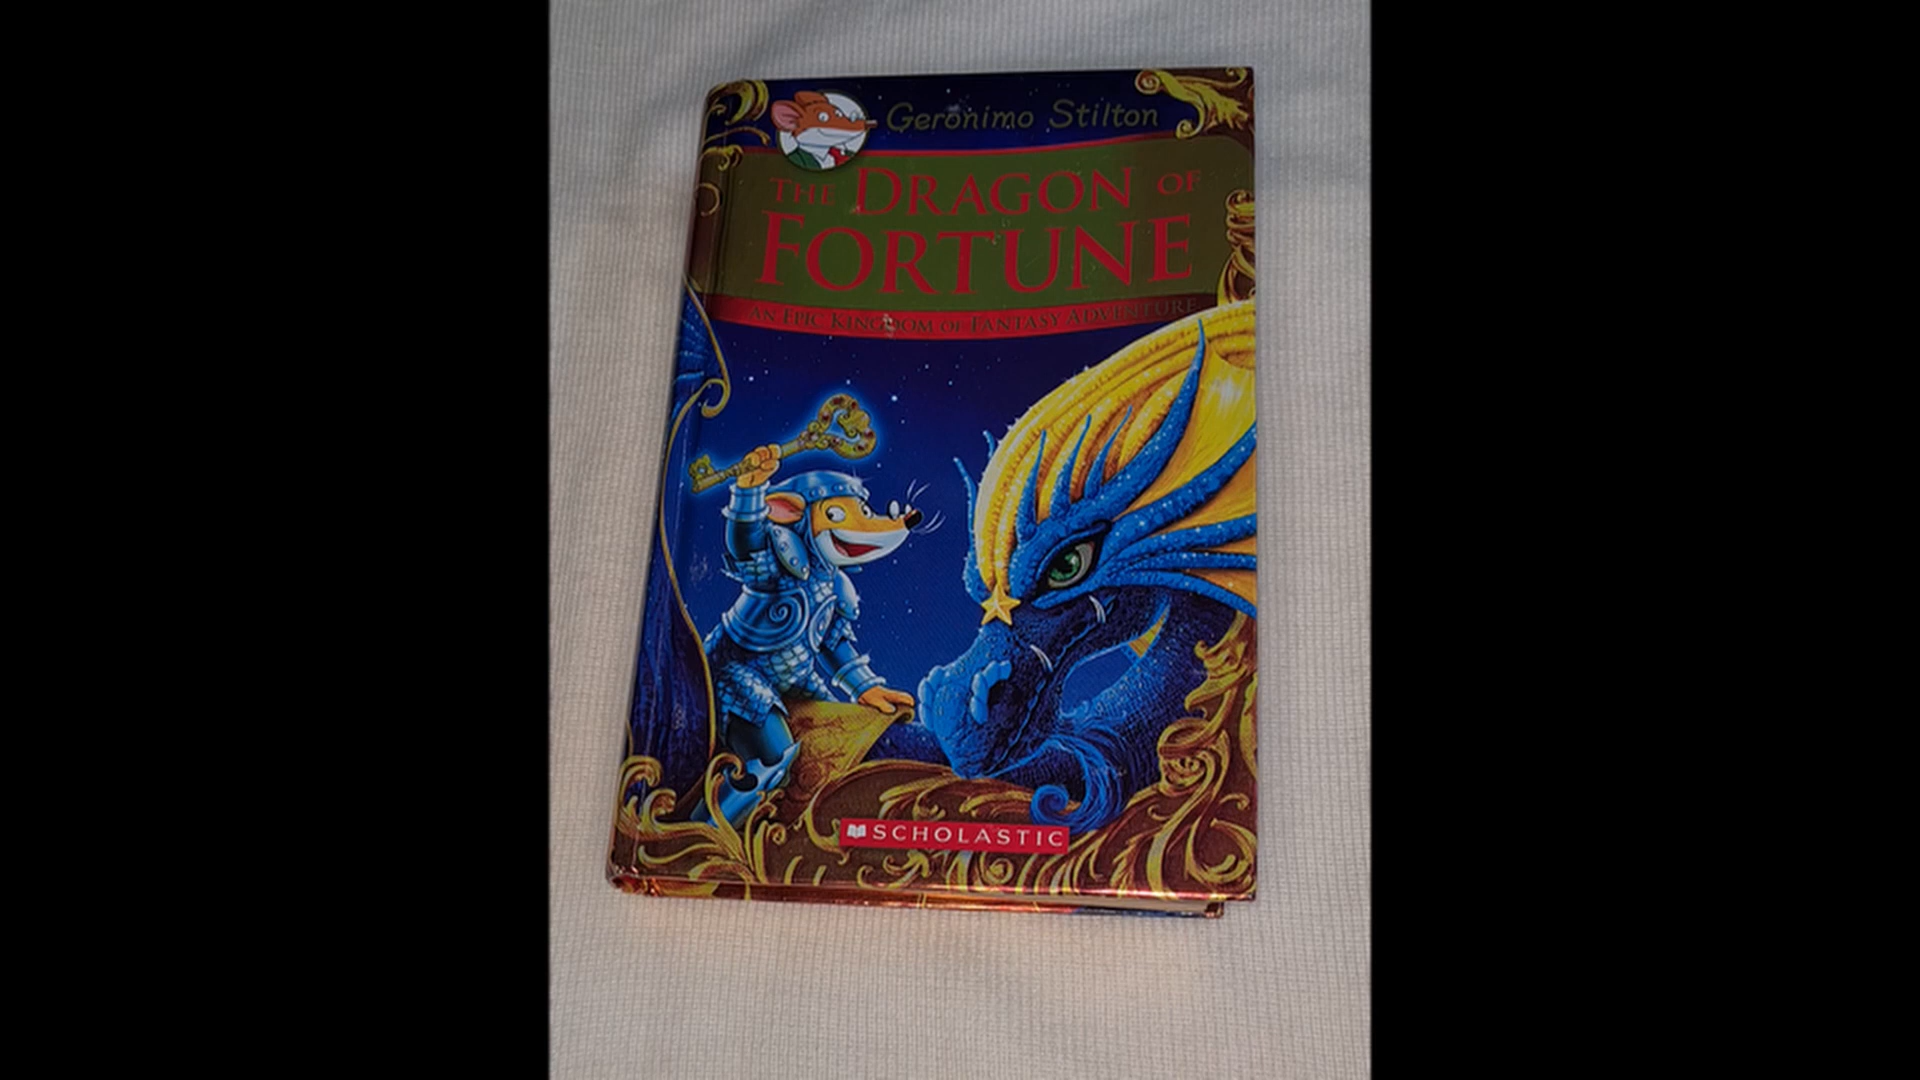 Geronimo Stilton
THE DRAGON OF
FORTUNE
AN EPIC KINGDOM OF FANTASY ADVENTURE
SCHOLASTIC